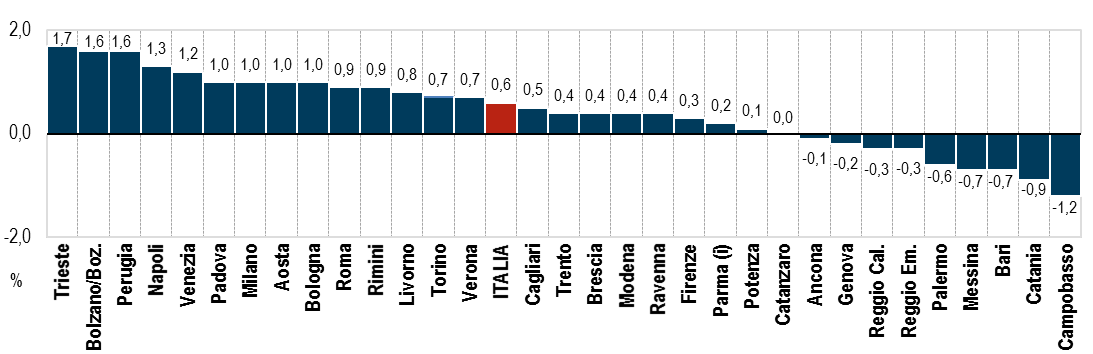 2,0
1,7
1,6
1,6
1,3
1,2
1,0
1,0
1,0
1,0
0,9
0,9
0,8
0,7
0,7
0,6
0,5
0,4
0,4
0,4
0,4
0,3
0,2
0,1
0,0
0,0
-0,1
-0,2
-0,3
-0,3
-0,6
-0,7
-0,7
-0,9
-1,2
-2,0
%
Trieste
Bolzano/Boz.
Perugia
Napoli
Venezia
Padova
Milano
Aosta
Bologna
Roma
Rimini
Livorno
Torino
Verona
ITALIA
Cagliari
Trento
Brescia
Modena
Ravenna
Firenze
Parma (i)
Potenza
Catanzaro
Ancona
Genova
Reggio Cal.
Reggio Em.
Palermo
Messina
Bari
Catania
Campobasso